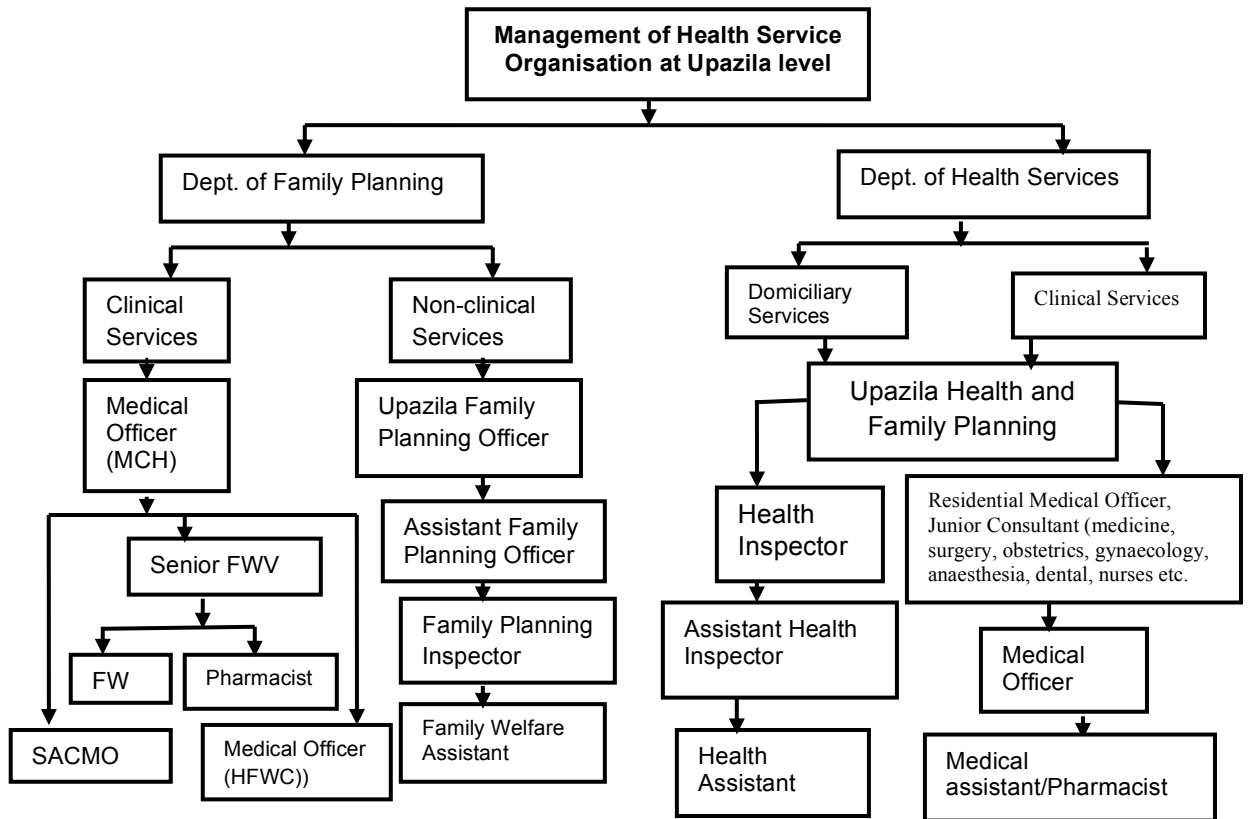 Management of Health Service
Organisation at Upazila level
Dept. of Family Planning
Dept. of Health Services
Clinical
Services
Non-clinical
Services
Domiciliary
Services
Clinical Services
Medical
Officer
(MCH)
Upazila Family
Planning Officer
Upazila Health and
Family Planning
Senior FWV
Assistant Family
Planning Officer
Health
Inspector
Residential Medical Officer,
Junior Consultant (medicine,
surgery, obstetrics, gynaecology,
anaesthesia, dental, nurses etc.
FW
Pharmacist
Family Planning
Inspector
Assistant Health
Inspector
Medical
Officer
SACMO
Medical Officer
(HFWC))
Family Welfare
Assistant
Health
Assistant
Medical
assistant/Pharmacist